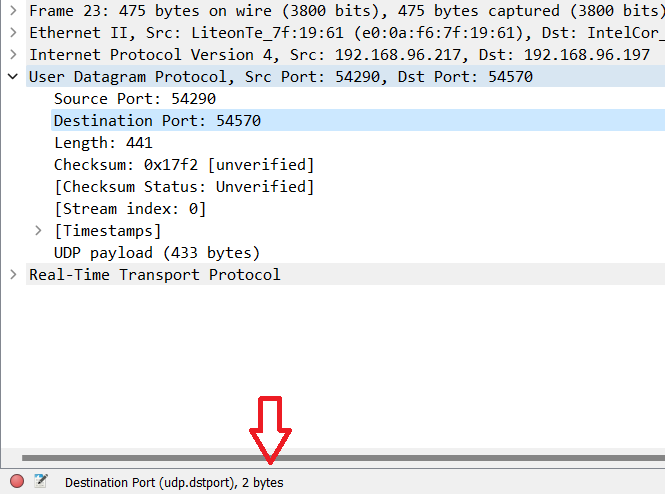 Frame 23: 475 bytes on wire (3800 bits), 475 bytes captured (3800 bits)
Ethernet II, Src: LiteonTe_7f:19:61 (e0:0a:f6:7f:19:61), Dst: IntelCor_
Internet Protocol Version 4, Src: 192.168.96.217, Dst: 192.168.96.197
User Datagram Protocol, Src Port: 54290, Dst Port: 54570
Source Port: 54290
Destination Port: 54570
Length: 441
Checksum: 0x17f2 [unverified]
[Checksum Status: Unverified]
[Stream index: 0]
[Timestamps]
UDP payload (433 bytes)
Real-Time Transport Protocol
Destination Port (udp.dstport), 2 bytes